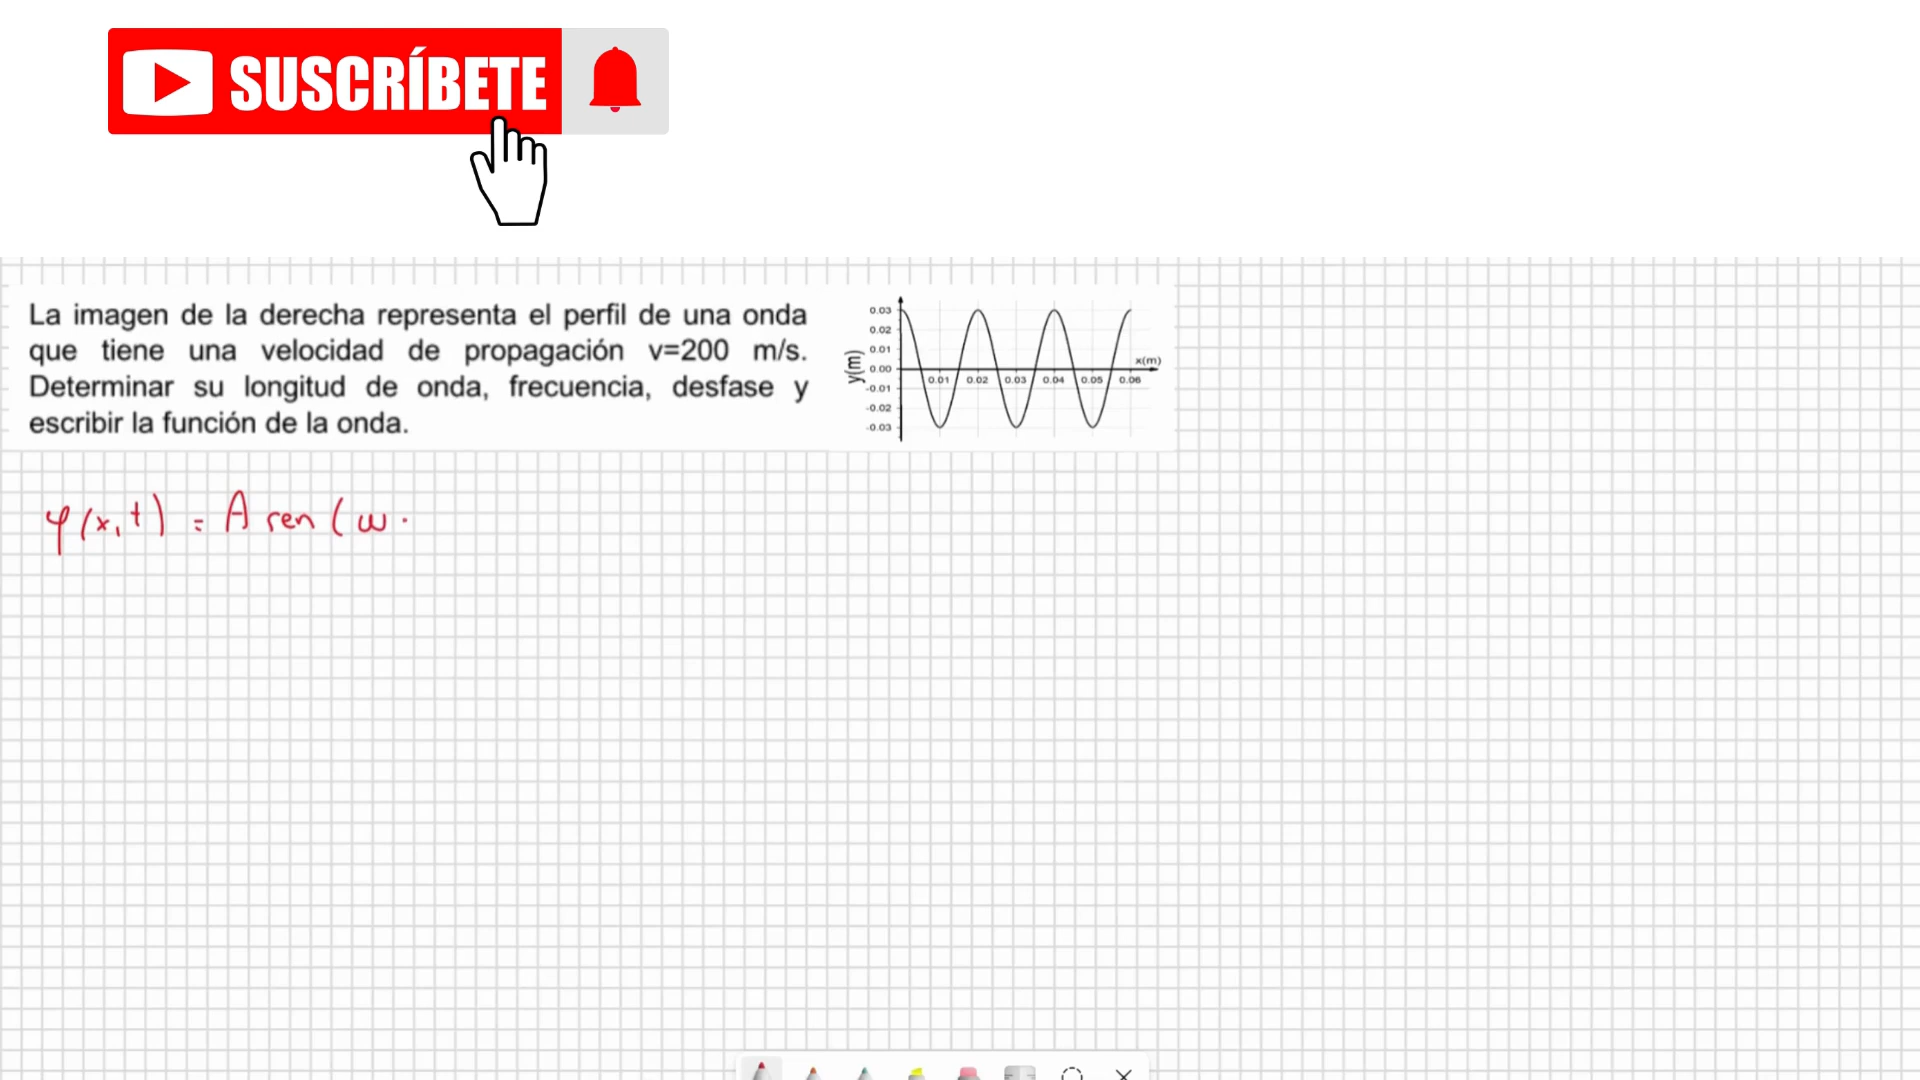 SUSCRÍBETE
La imagen de la derecha representa el perfil de una onda
que tiene una velocidad de propagación v=200 m/s.
Determinar su longitud de onda, frecuencia, desfase y
escribir la función de la onda.
y(m)
0.03
0.02
0.01
0.00
-0.01
-0.02
-0.03
x(m)
0.01 0.02 0.03 0.04 0.05 0.06
φ(x,t) = A sen (ω ·